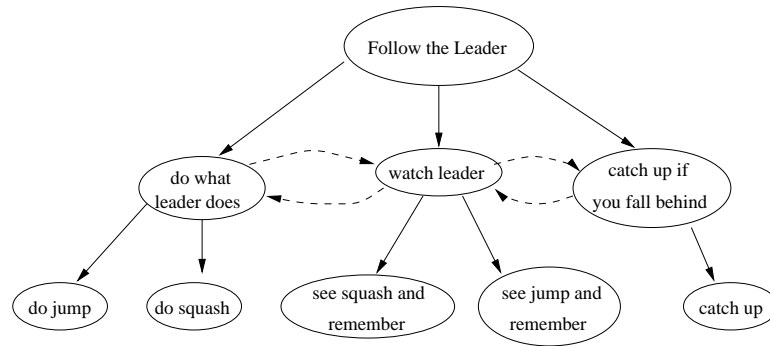 Follow the Leader
do what
leader does
watch leader
catch up if
you fall behind
do jump
do squash
see squash and
remember
see jump and
remember
catch up